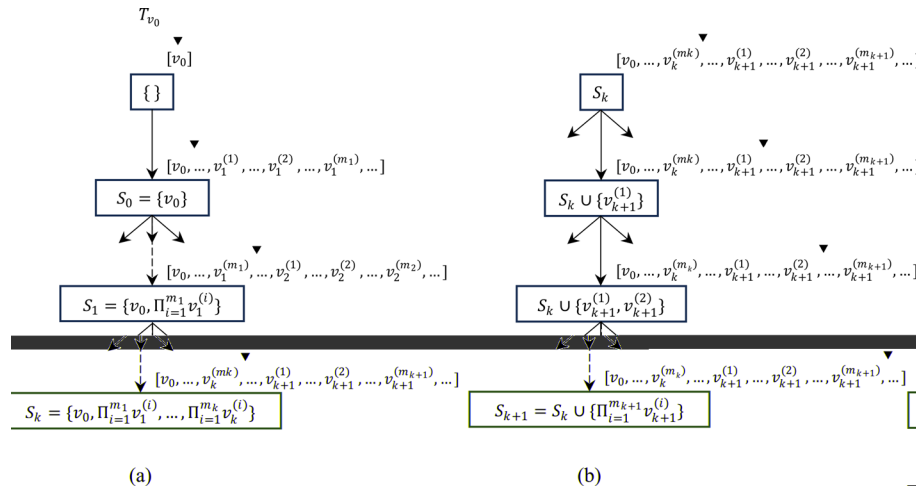 T_{v_0}
▼
[v_0]
{ }
▼
[v_0, …, v_1^{(1)}, …, v_1^{(2)}, …, v_1^{(m_1)}, …]
S_0 = {v_0}
▼
[v_0, …, v_1^{(m_1)}, …, v_2^{(1)}, …, v_2^{(2)}, …, v_2^{(m_2)}, …]
S_1 = {v_0, Π_{i=1}^{m_1} v_1^{(i)}}
▼
[v_0, …, v_k^{(mk)}, …, v_{k+1}^{(1)}, …, v_{k+1}^{(2)}, …, v_{k+1}^{(m_{k+1})}, …]
S_k = {v_0, Π_{i=1}^{m_1} v_1^{(i)}, …, Π_{i=1}^{m_k} v_k^{(i)}}
(a)
▼
[v_0, …, v_k^{(mk)}, …, v_{k+1}^{(1)}, …, v_{k+1}^{(2)}, …, v_{k+1}^{(m_{k+1})}, …]
S_k
▼
[v_0, …, v_k^{(mk)}, …, v_{k+1}^{(1)}, …, v_{k+1}^{(2)}, …, v_{k+1}^{(m_{k+1})}, …
S_k ∪ {v_{k+1}^{(1)}}
▼
[v_0, …, v_k^{(m_k)}, …, v_{k+1}^{(1)}, …, v_{k+1}^{(2)}, …, v_{k+1}^{(m_{k+1})}, …]
S_k ∪ {v_{k+1}^{(1)}, v_{k+1}^{(2)}}
▼
[v_0, …, v_k^{(m_k)}, …, v_{k+1}^{(1)}, …, v_{k+1}^{(2)}, …, v_{k+1}^{(m_{k+1})}, …]
S_{k+1} = S_k ∪ {Π_{i=1}^{m_{k+1}} v_{k+1}^{(i)}}
(b)